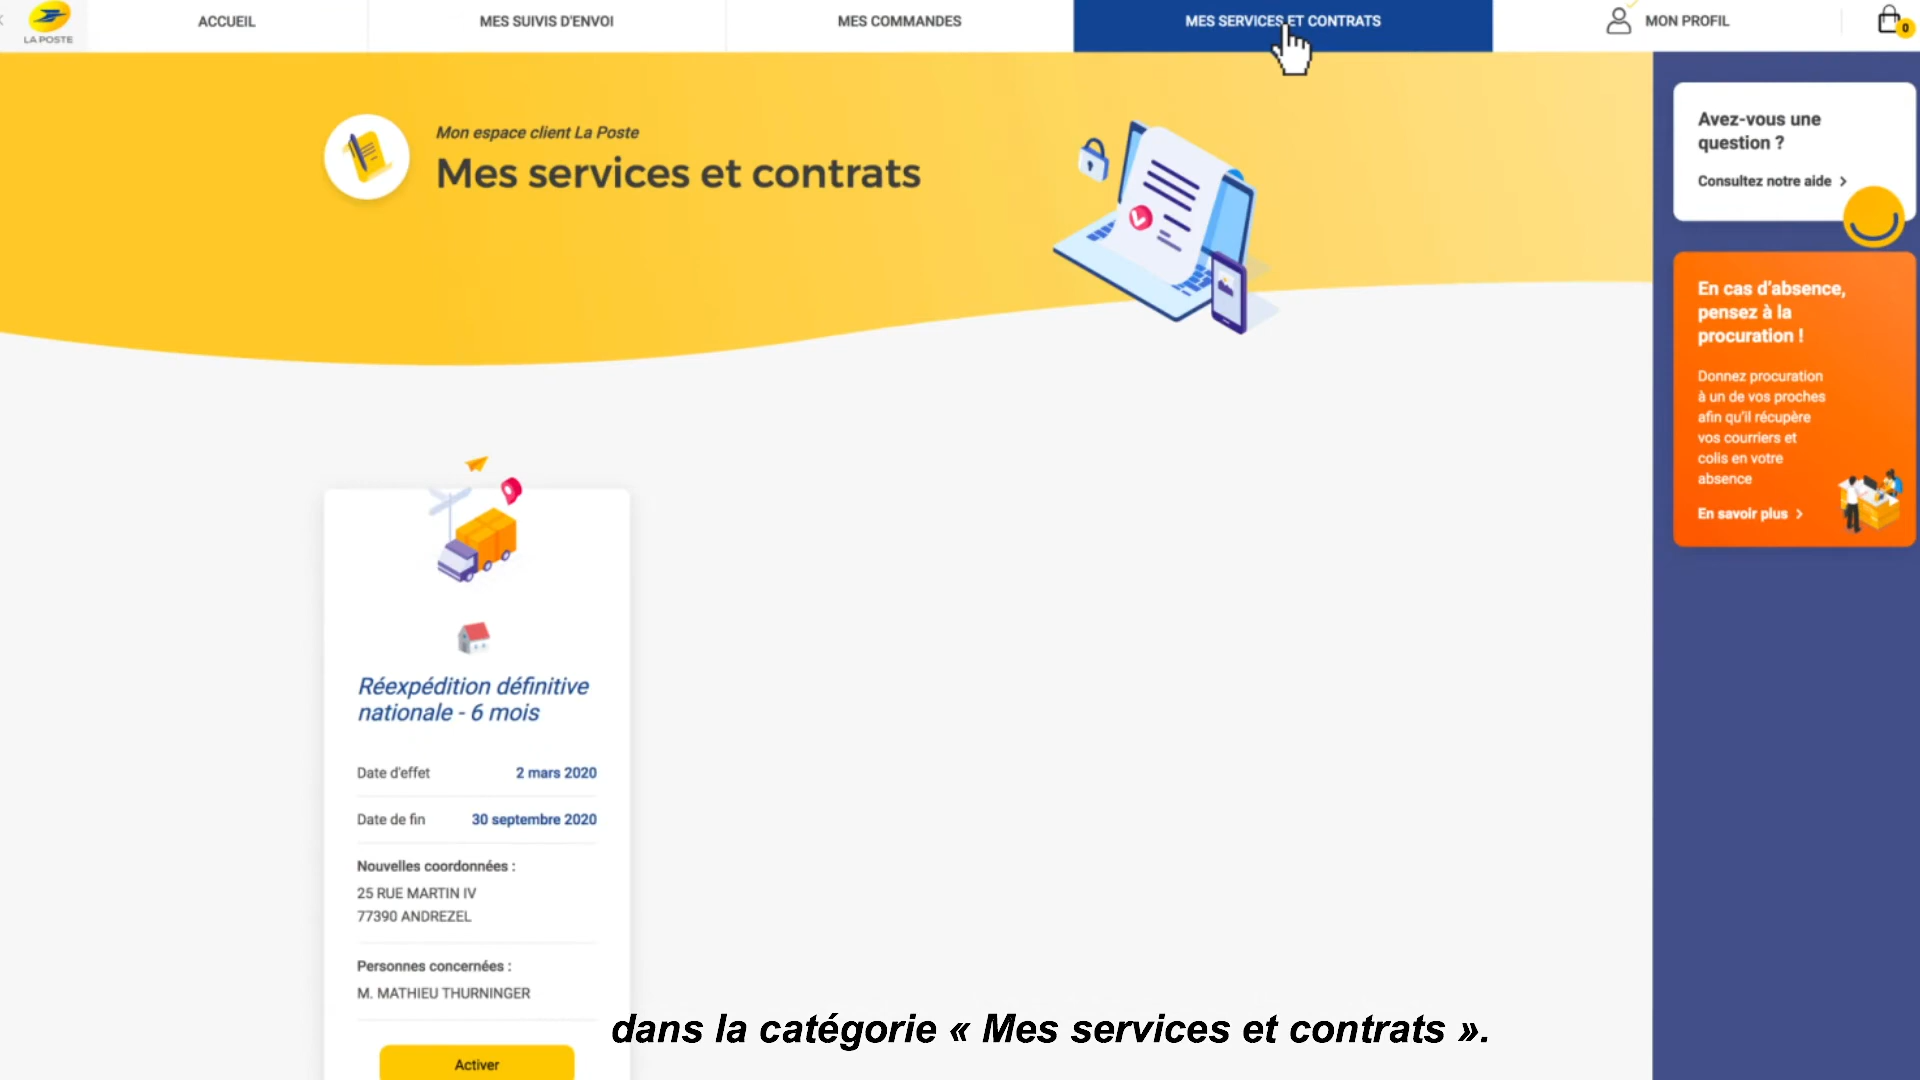 LA POSTE
ACCUEIL
MES SUIVIS D'ENVOI
MES COMMANDES
MES SERVICES ET CONTRATS
MON PROFIL
0
Mon espace client La Poste
Mes services et contrats
Avez-vous une
question ?
Consultez notre aide
En cas d'absence,
pensez à la
procuration !
Donnez procuration
à un de vos proches
afin qu'il récupère
vos courriers et
colis en votre
absence
En savoir plus
Réexpédition définitive
nationale - 6 mois
Date d'effet 2 mars 2020
Date de fin 30 septembre 2020
Nouvelles coordonnées :
25 RUE MARTIN IV
77390 ANDREZEL
Personnes concernées :
M. MATHIEU THURNINGER
Activer
dans la catégorie « Mes services et contrats ».